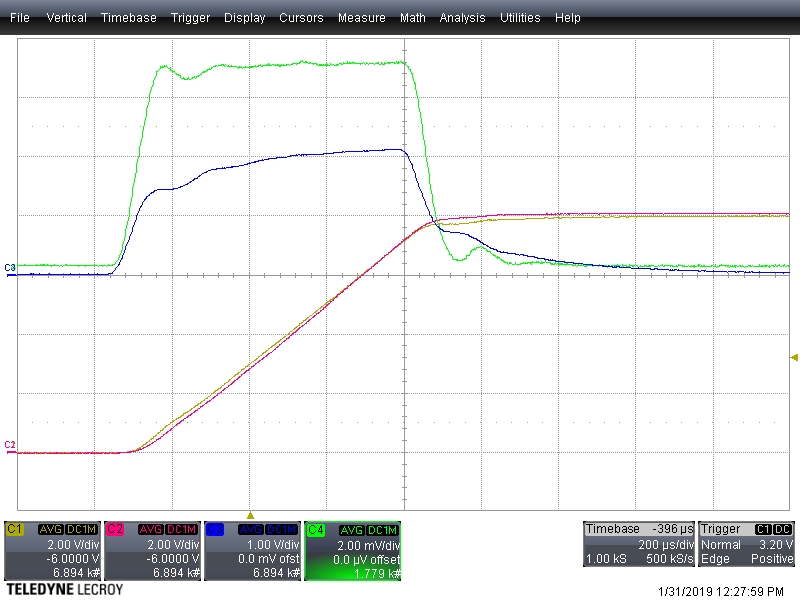 File Vertical Timebase Trigger Display Cursors Measure Math Analysis Utilities Help
C3
C2
C1 AVG DC1M
2.00 V/div
-6.0000 V
6.894 k#
C2 AVG DC1M
2.00 V/div
-6.0000 V
6.894 k#
C3 AVG DC1M
1.00 V/div
0.0 mV ofst
6.894 k#
C4 AVG DC1M
2.00 mV/div
0.0 µV offset
1.779 k#
Timebase -396 µs
200 µs/div
1.00 kS 500 kS/s
Trigger C1 DC
Normal 3.20 V
Edge Positive
TELEDYNE LECROY
1/31/2019 12:27:59 PM